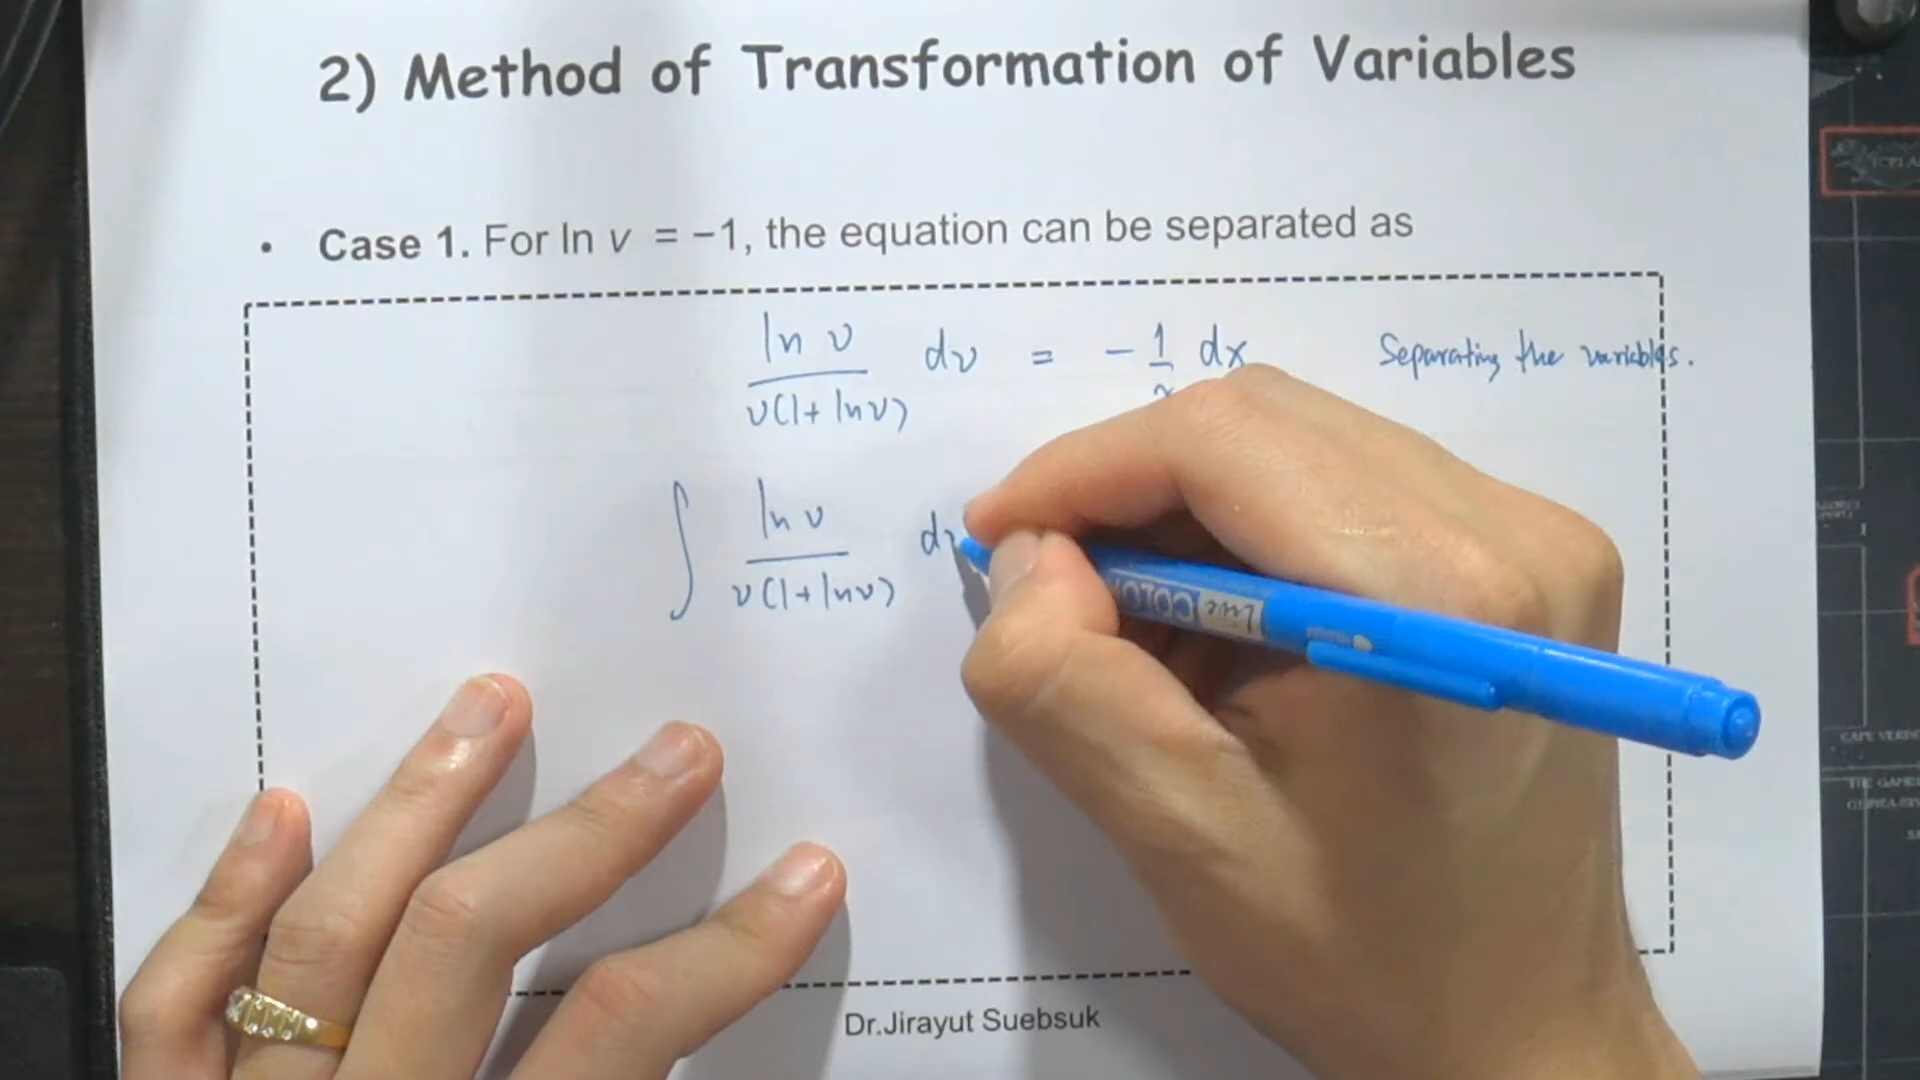 2) Method of Transformation of Variables
• Case 1. For ln v = −1, the equation can be separated as
ln v / v(1+ ln v) dv = − 1/x dx Separating the variables.
∫ ln v / v(1+ ln v) dv
Dr.Jirayut Suebsuk